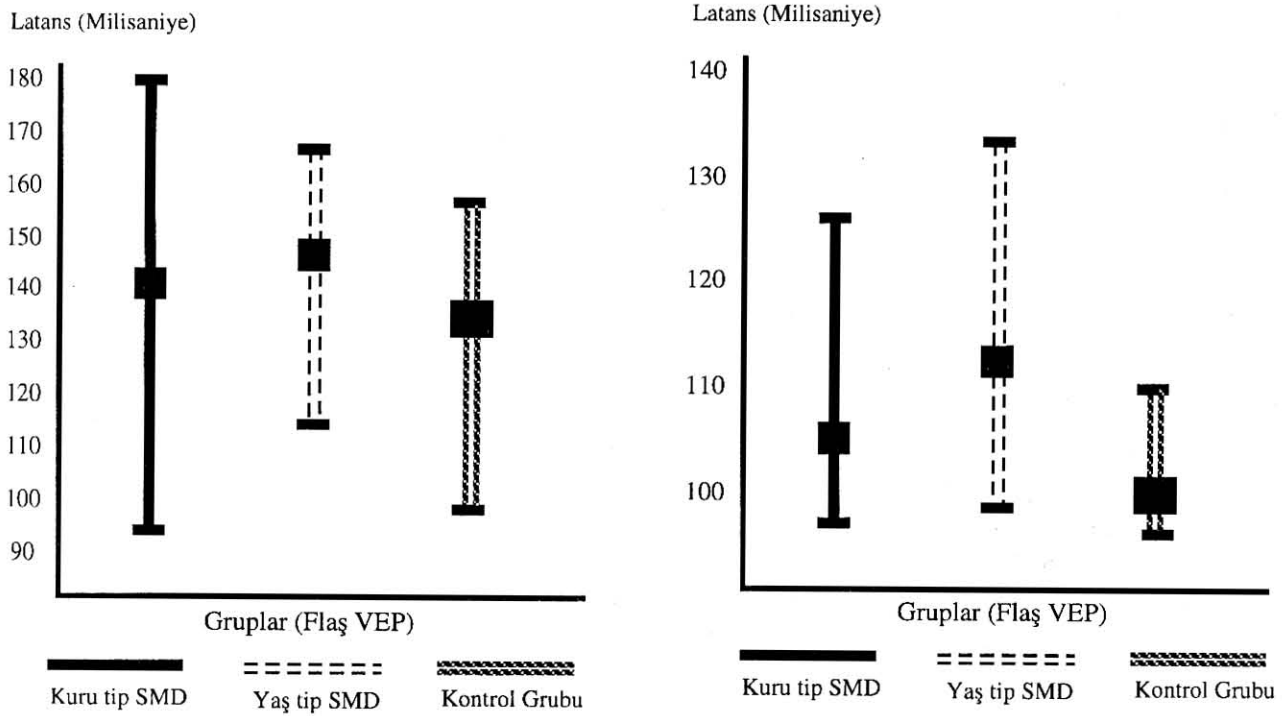 Latans (Milisaniye)
180
170
160
150
140
130
120
110
100
90
Gruplar (Flaş VEP)
Kuru tip SMD
Yaş tip SMD
Kontrol Grubu
Latans (Milisaniye)
140
130
120
110
100
Gruplar (Flaş VEP)
Kuru tip SMD
Yaş tip SMD
Kontrol Grubu